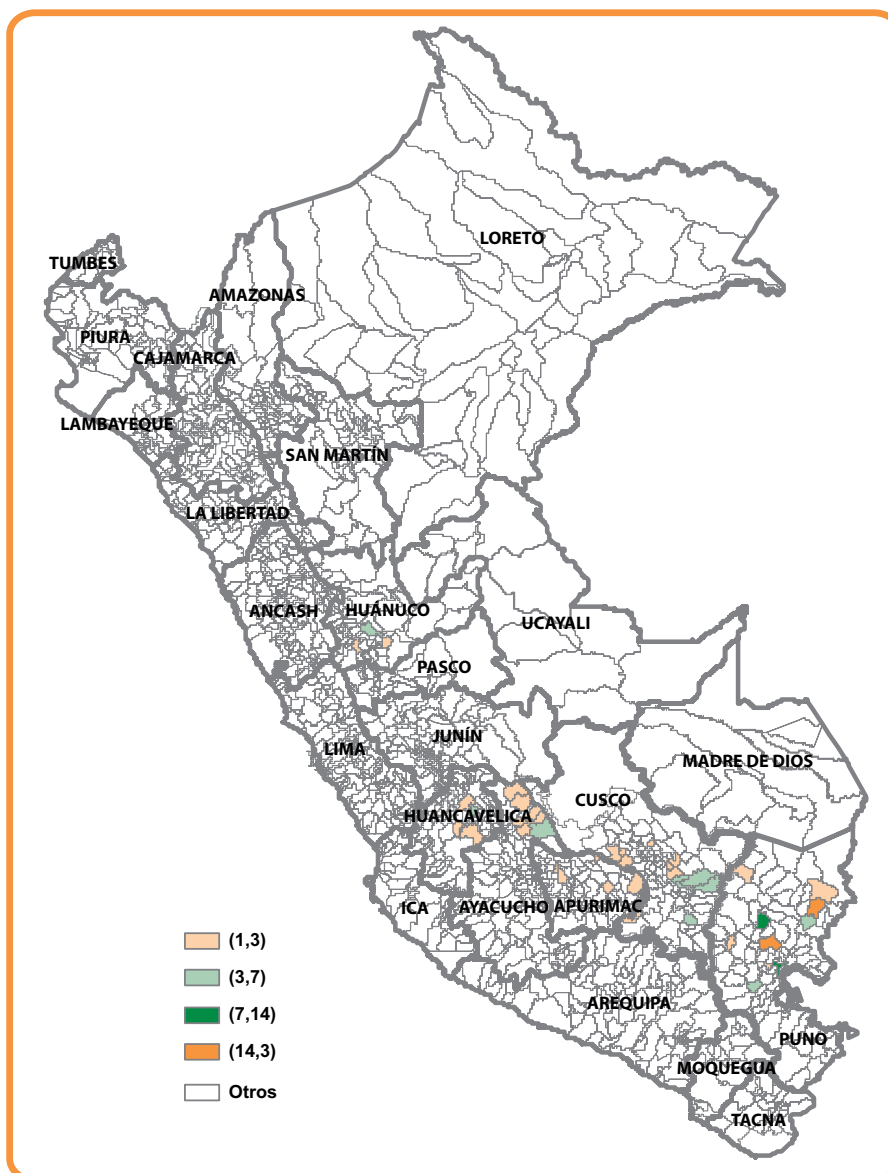 LORETO
TUMBES
AMAZONAS
PIURA
CAJAMARCA
LAMBAYEQUE
SAN MARTÍN
LA LIBERTAD
ANCASH
HUÁNUCO
UCAYALI
PASCO
JUNÍN
LIMA
MADRE DE DIOS
CUSCO
HUANCAVELICA
ICA
AYACUCHO
APURIMAC
(1,3)
(3,7)
(7,14)
(14,3)
Otros
AREQUIPA
PUNO
MOQUEGUA
TACNA